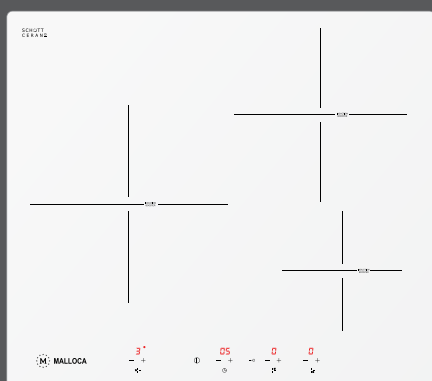 SCHOTT
CERAN
M MALLOCA
3 05 0 0
− + − + − + − +